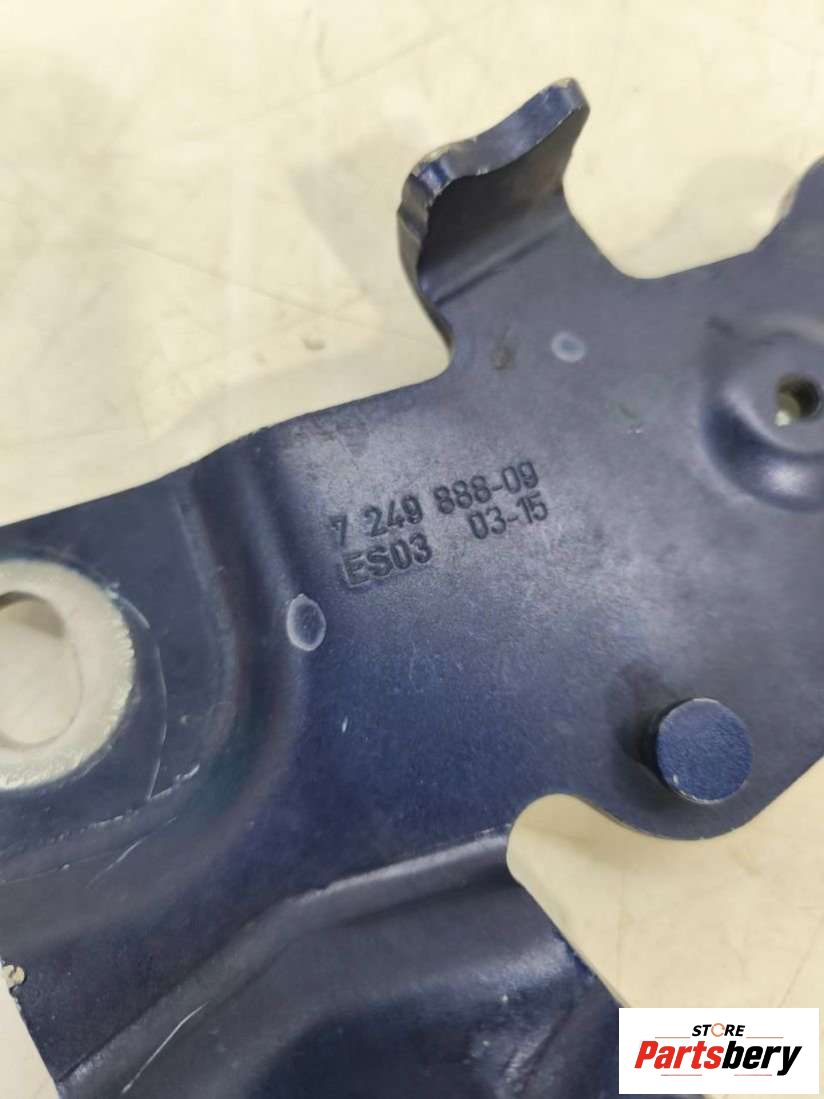 7 249 888-09
ES03 03-15
STORE
Partsbery